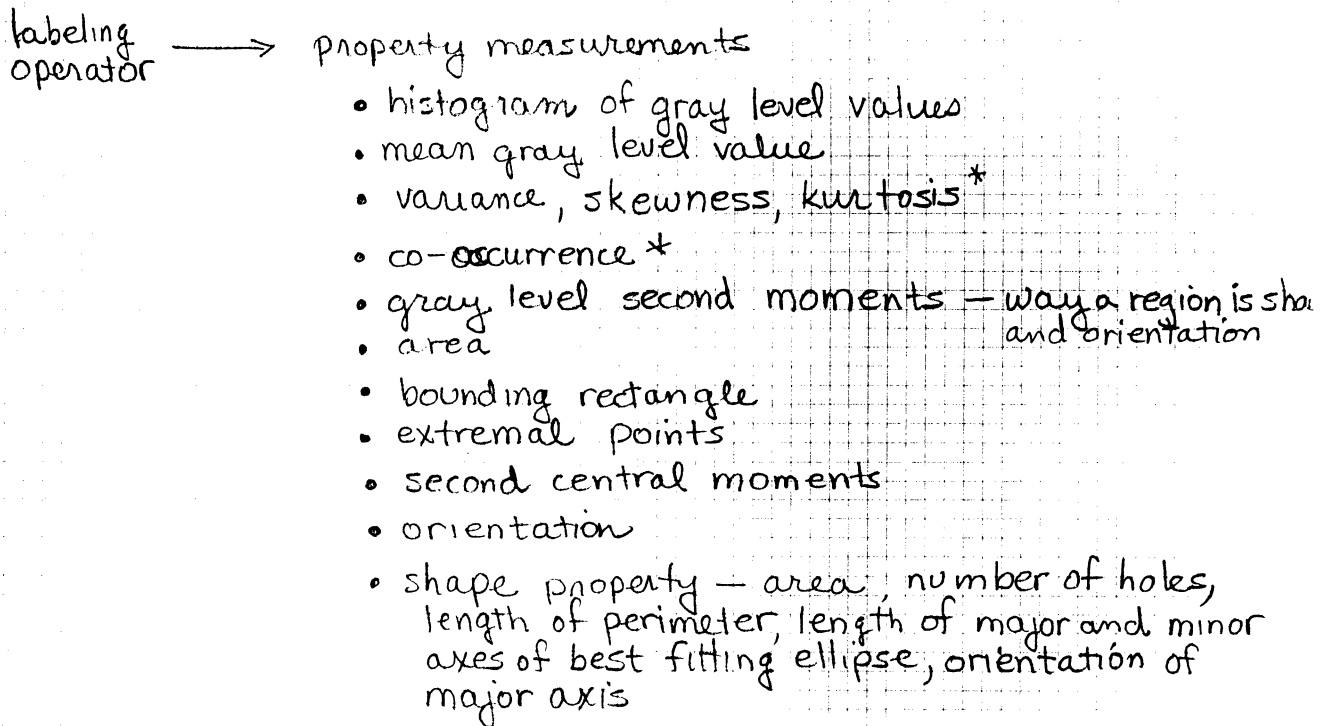 labeling operator → property measurements
• histogram of gray level values
• mean gray level value
• variance, skewness, kurtosis*
• co-occurrence *
• gray level second moments — way a region is sha
and orientation
• area
• bounding rectangle
• extremal points
• second central moments
• orientation
• shape property — area, number of holes,
length of perimeter, length of major and minor
axes of best fitting ellipse, orientation of
major axis